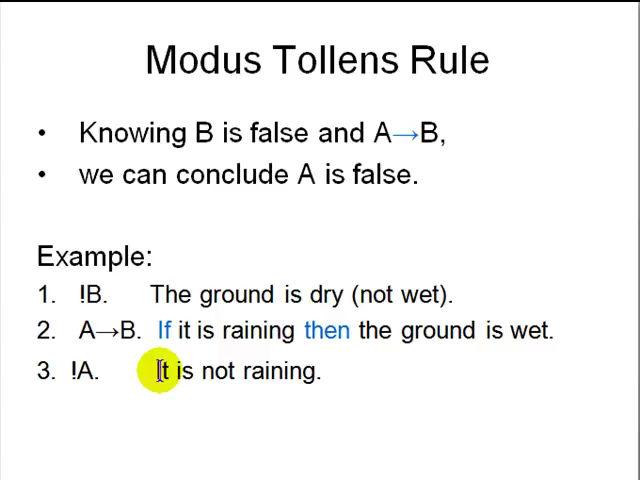 Modus Tollens Rule
• Knowing B is false and A→B,
• we can conclude A is false.
Example:
1. !B. The ground is dry (not wet).
2. A→B. If it is raining then the ground is wet.
3. !A. It is not raining.